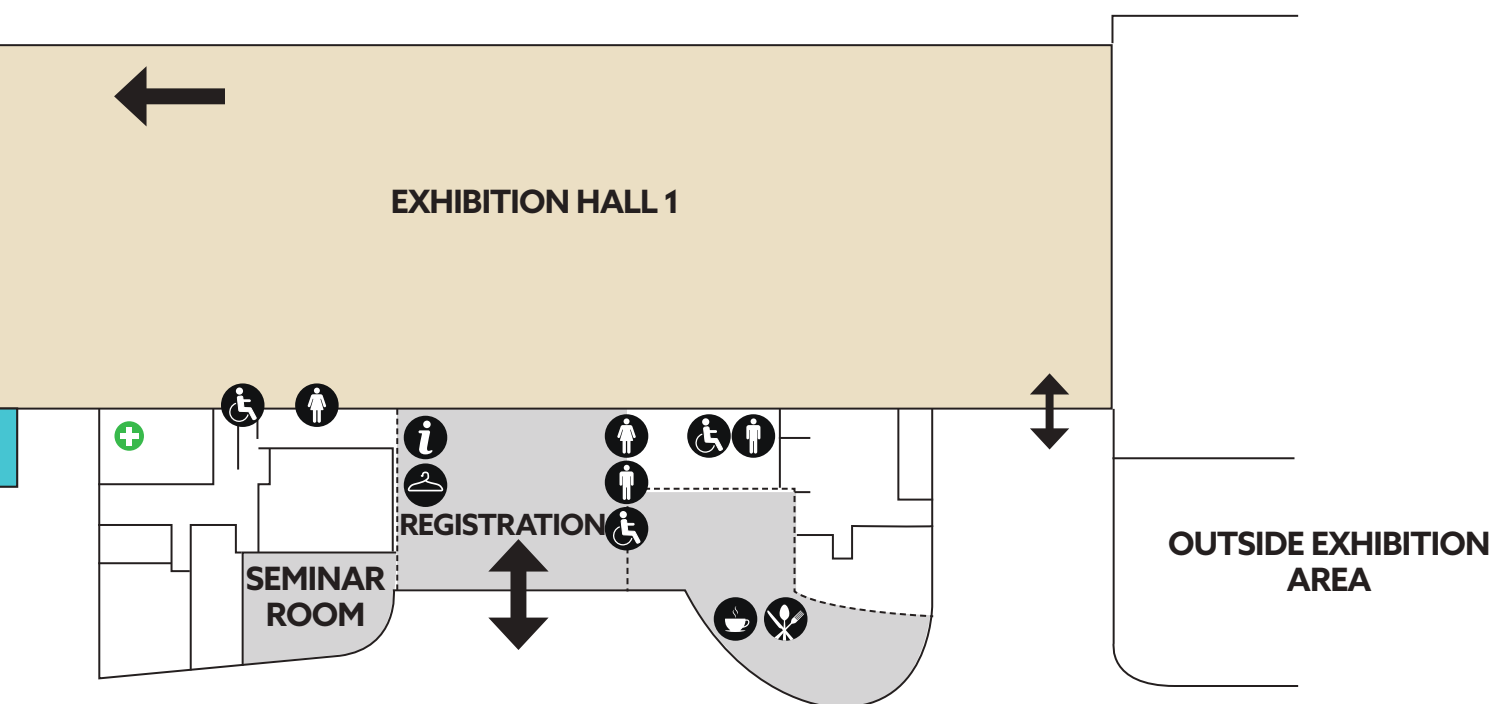 EXHIBITION HALL 1
REGISTRATION
SEMINAR
ROOM
OUTSIDE EXHIBITION
AREA